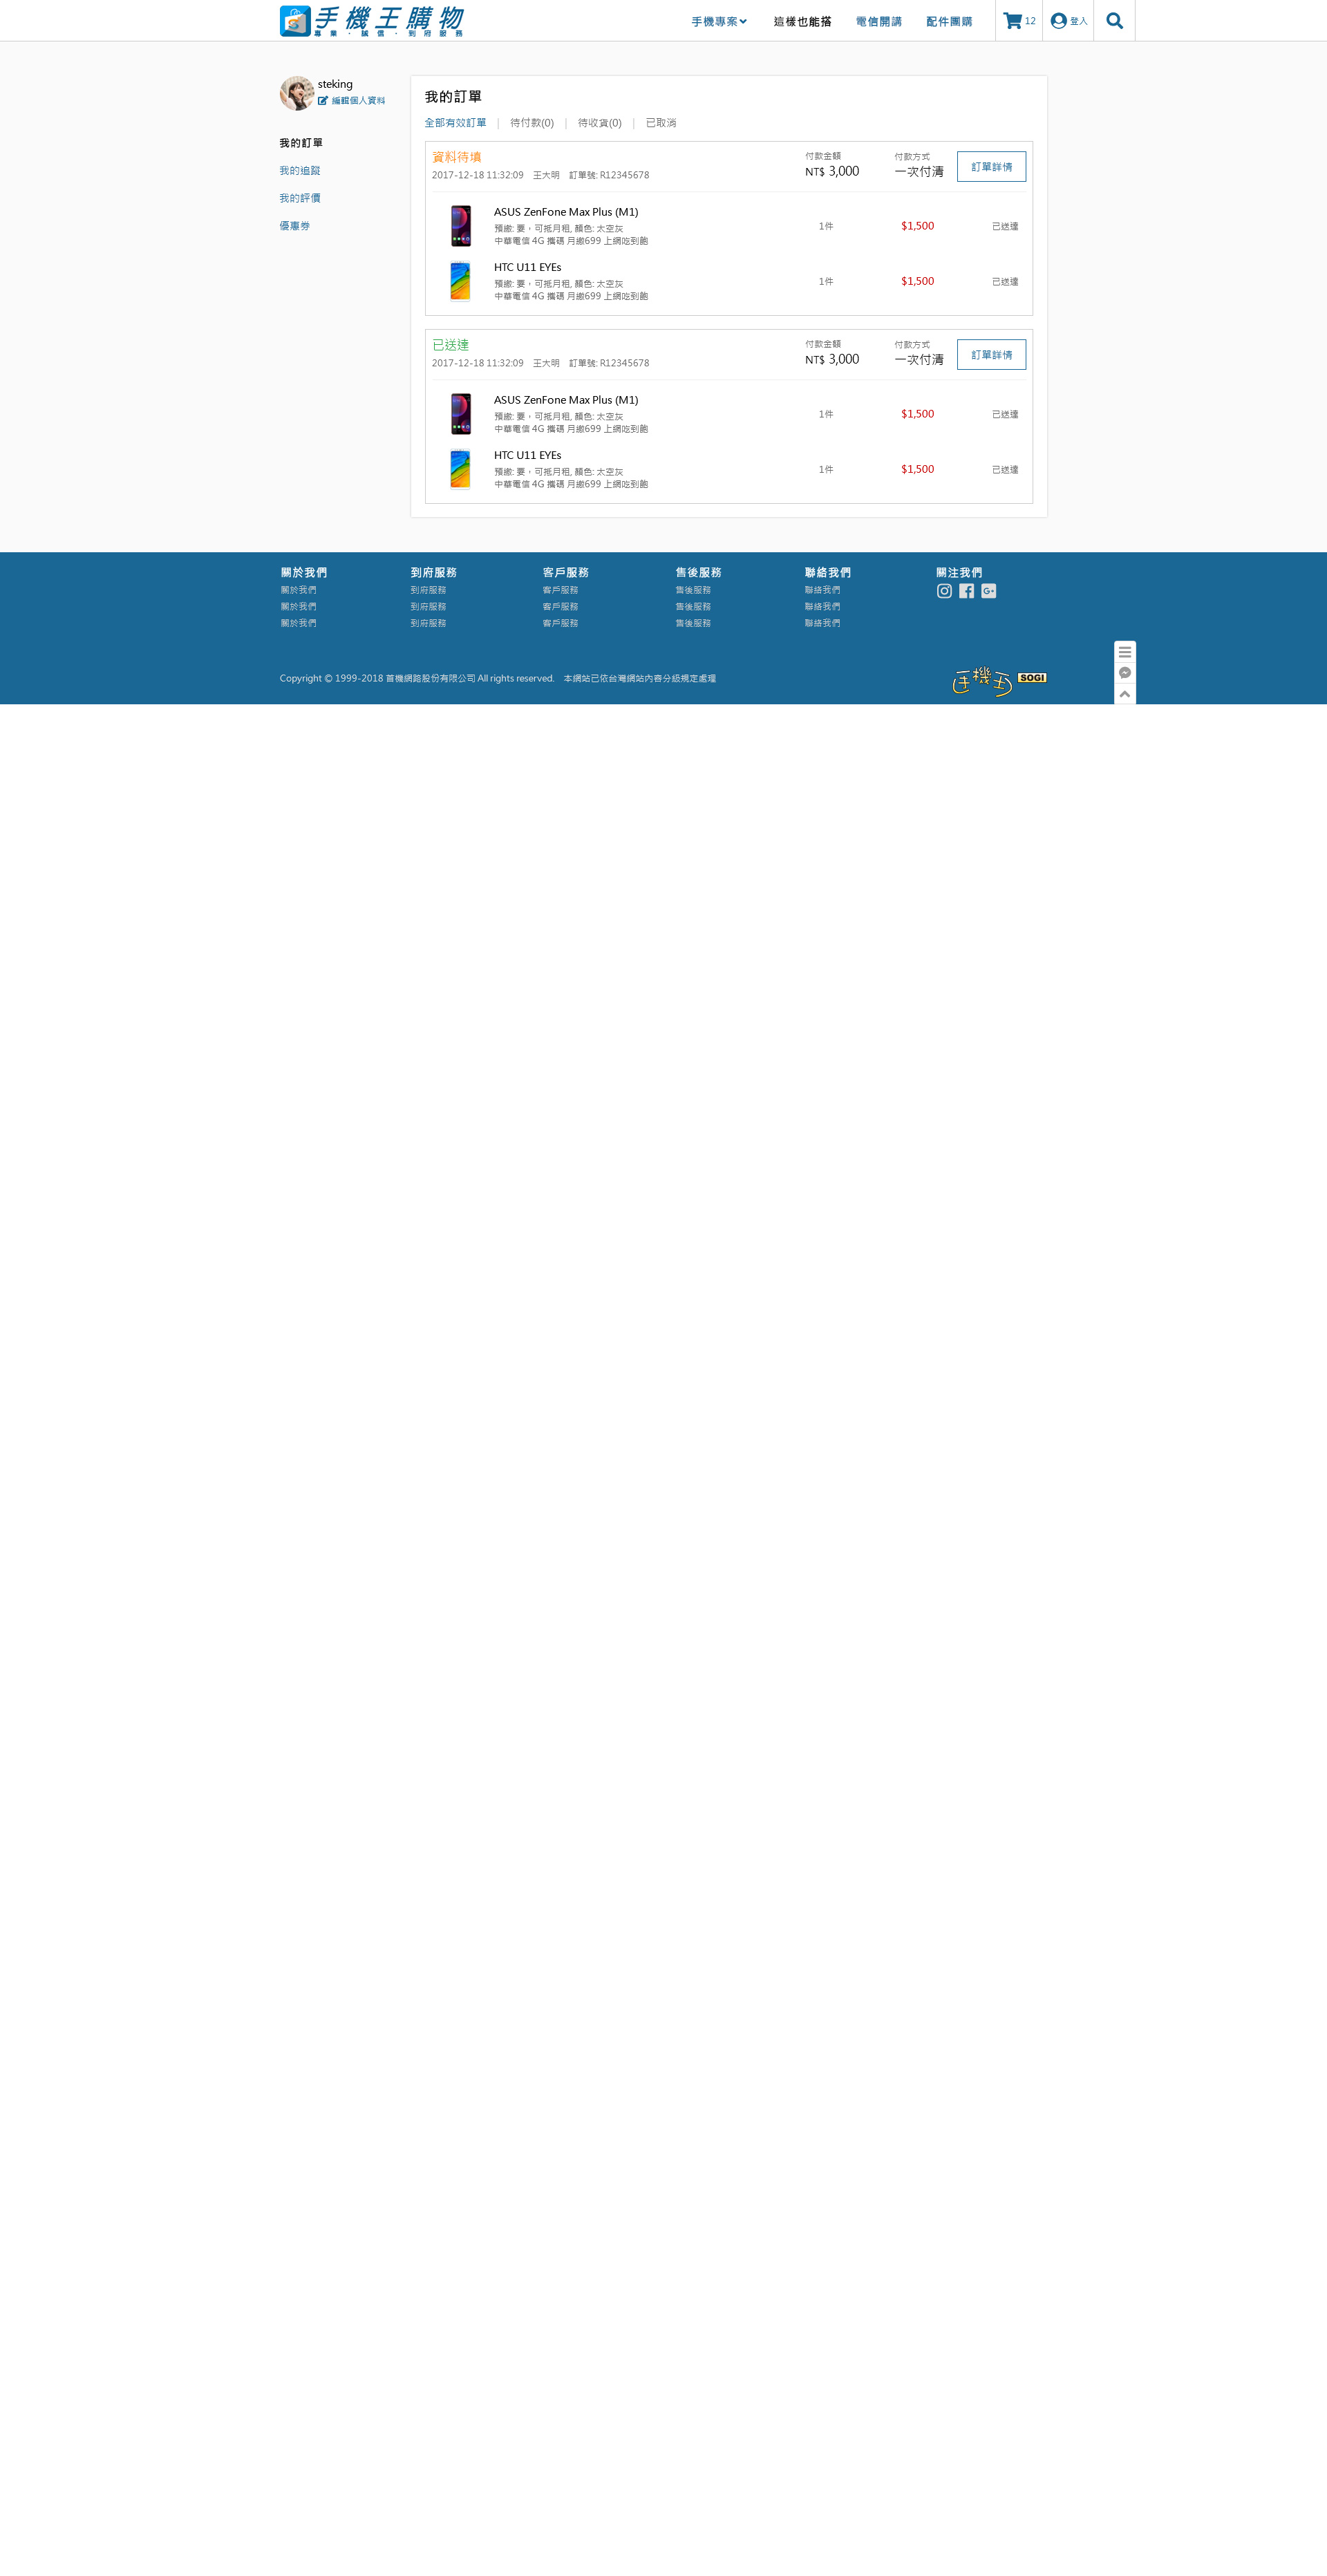 手機王購物
專業‧誠信‧到府服務
手機專案 這樣也能搭 電信開講 配件團購 12 登入
steking
編輯個人資料
我的訂單
我的追蹤
我的評價
優惠券
我的訂單
全部有效訂單 | 待付款(0) | 待收貨(0) | 已取消
資料待填
2017-12-18 11:32:09 王大明 訂單號: R12345678
付款金額
NT$ 3,000
付款方式
一次付清
訂單詳情
ASUS ZenFone Max Plus (M1)
預繳: 要，可抵月租, 顏色: 太空灰
中華電信 4G 攜碼 月繳699 上網吃到飽
1件 $1,500 已送達
HTC U11 EYEs
預繳: 要，可抵月租, 顏色: 太空灰
中華電信 4G 攜碼 月繳699 上網吃到飽
1件 $1,500 已送達
已送達
2017-12-18 11:32:09 王大明 訂單號: R12345678
付款金額
NT$ 3,000
付款方式
一次付清
訂單詳情
ASUS ZenFone Max Plus (M1)
預繳: 要，可抵月租, 顏色: 太空灰
中華電信 4G 攜碼 月繳699 上網吃到飽
1件 $1,500 已送達
HTC U11 EYEs
預繳: 要，可抵月租, 顏色: 太空灰
中華電信 4G 攜碼 月繳699 上網吃到飽
1件 $1,500 已送達
關於我們
關於我們
關於我們
關於我們
到府服務
到府服務
到府服務
到府服務
客戶服務
客戶服務
客戶服務
客戶服務
售後服務
售後服務
售後服務
售後服務
聯絡我們
聯絡我們
聯絡我們
聯絡我們
關注我們
Copyright © 1999-2018 首機網路股份有限公司 All rights reserved. 本網站已依台灣網站內容分級規定處理
手機王 SOGI